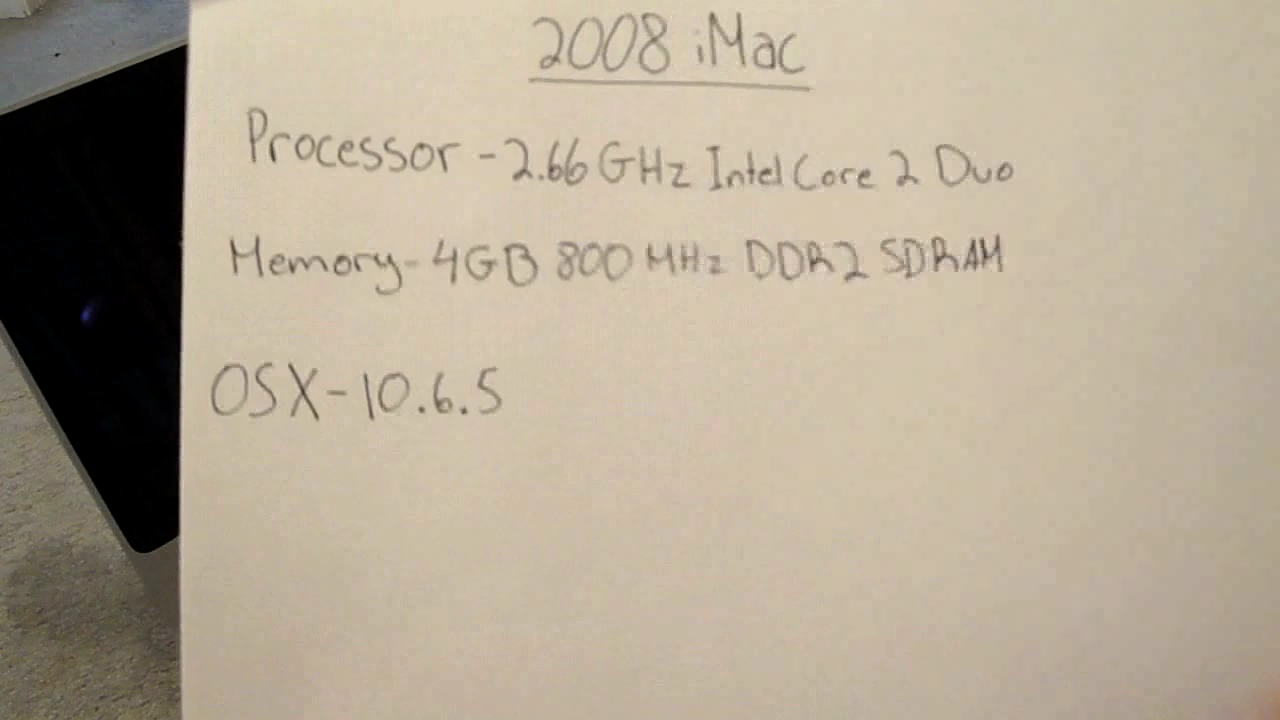 2008 iMac
Processor - 2.66 GHz Intel Core 2 Duo
Memory - 4GB 800 MHz DDR2 SDRAM
OSX - 10.6.5